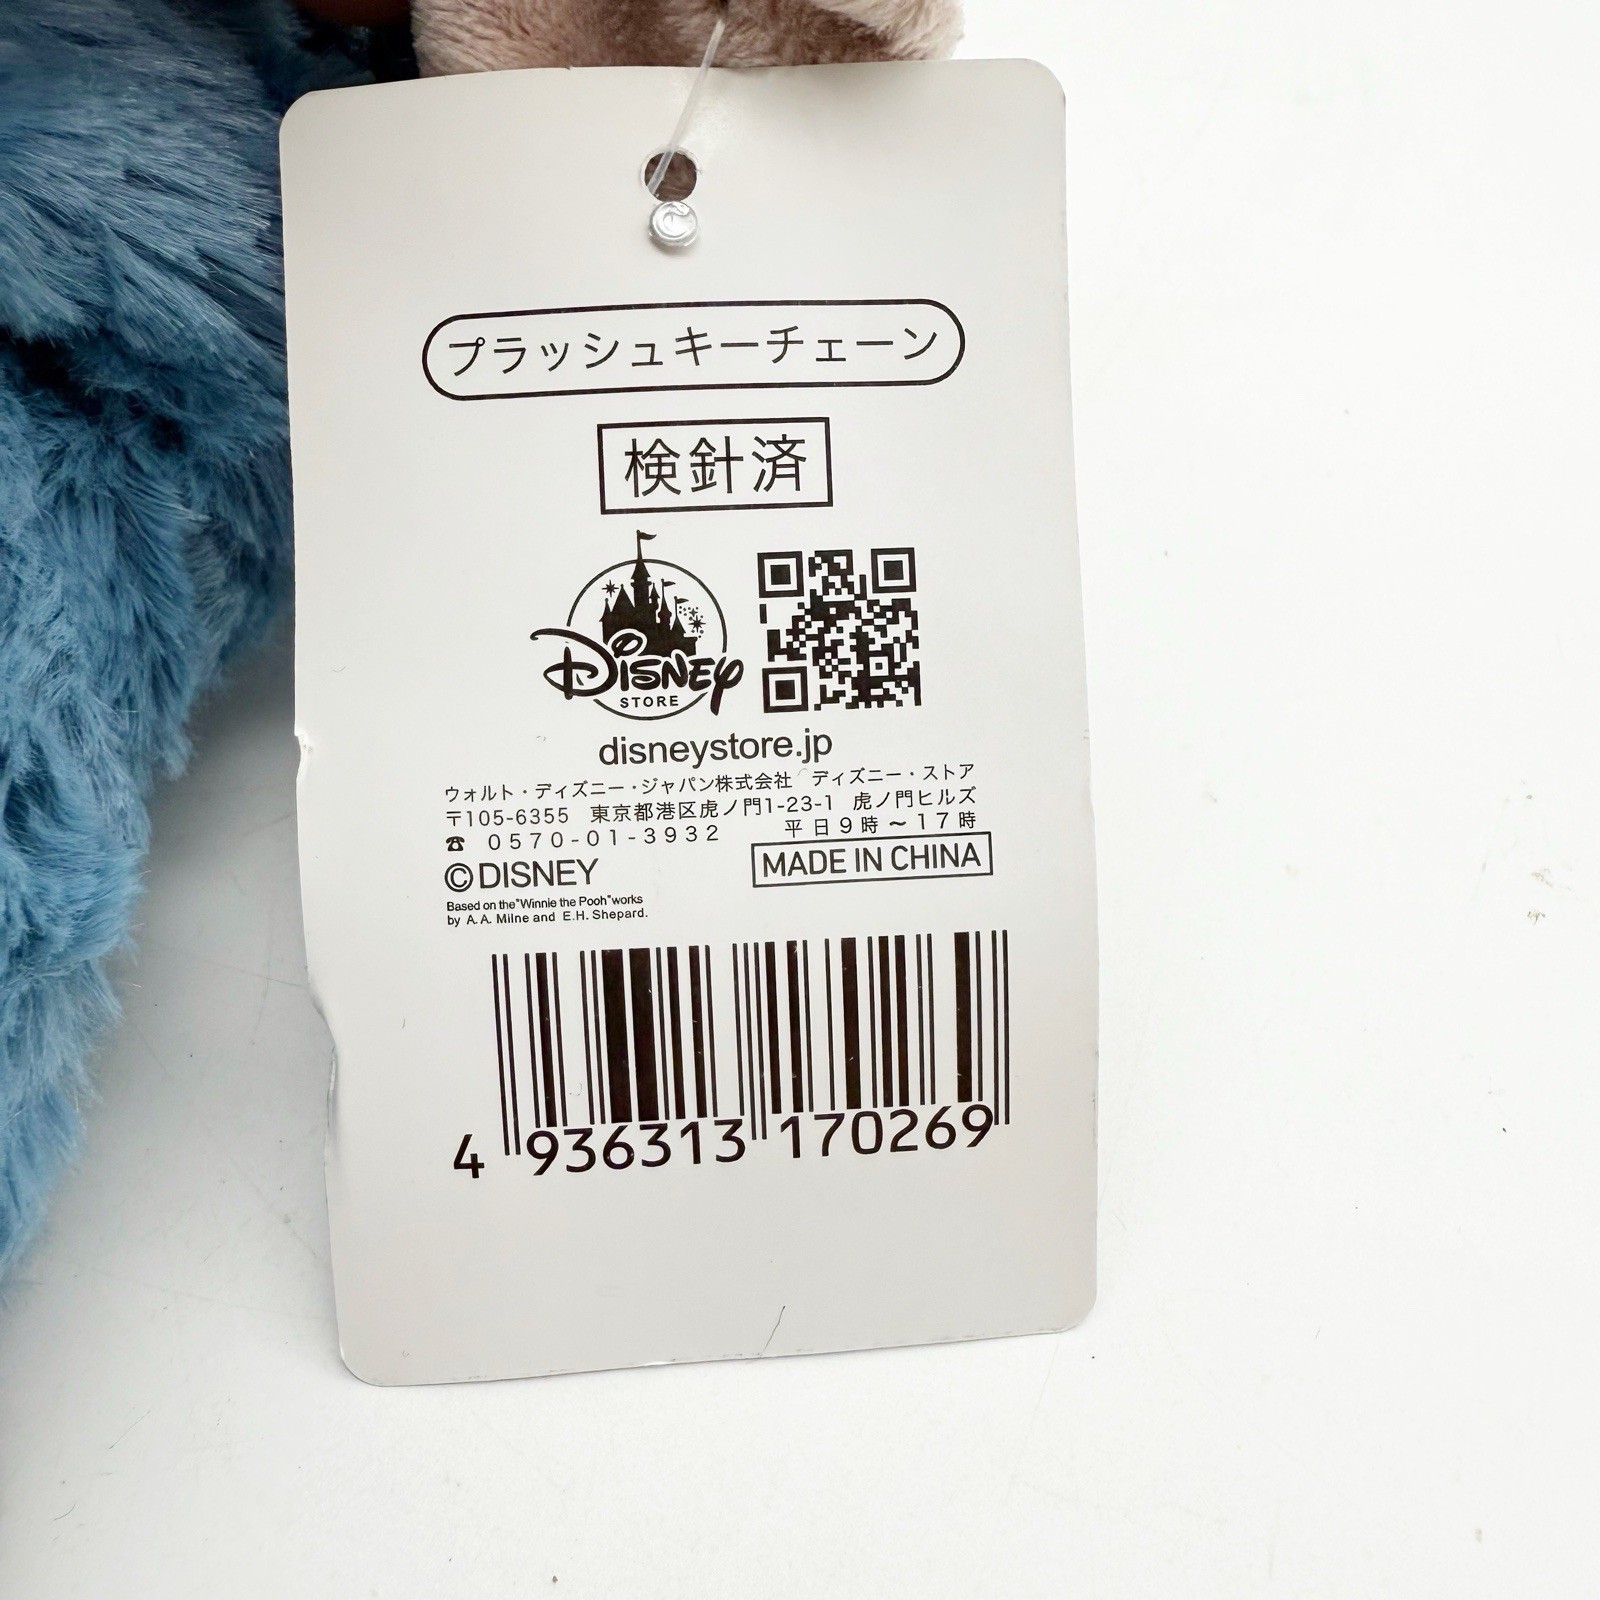 プラッシュキーチェーン
検針済
Disney
STORE
disneystore.jp
ウォルト・ディズニー・ジャパン株式会社 ディズニー・ストア
〒105-6355 東京都港区虎ノ門1-23-1 虎ノ門ヒルズ
☎ 0570-01-3932 平日9時～17時
©DISNEY MADE IN CHINA
Based on the "Winnie the Pooh" works
by A.A. Milne and E.H. Shepard.
4 936313 170269